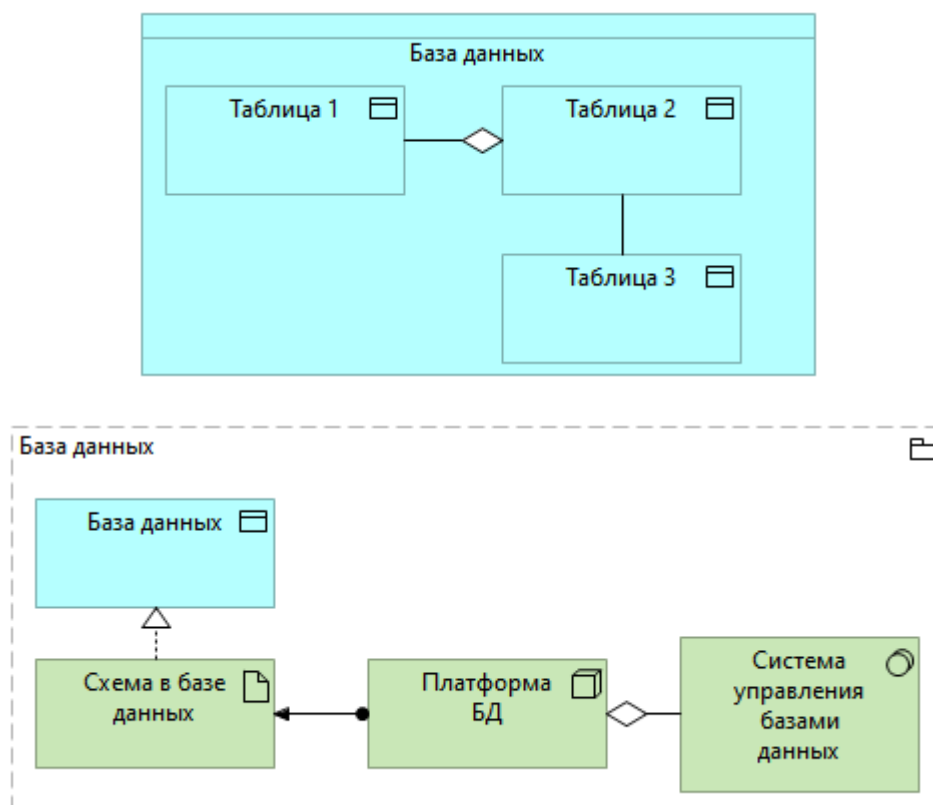 База данных
Таблица 1
Таблица 2
Таблица 3
База данных
База данных
Схема в базе
данных
Платформа
БД
Система
управления
базами
данных